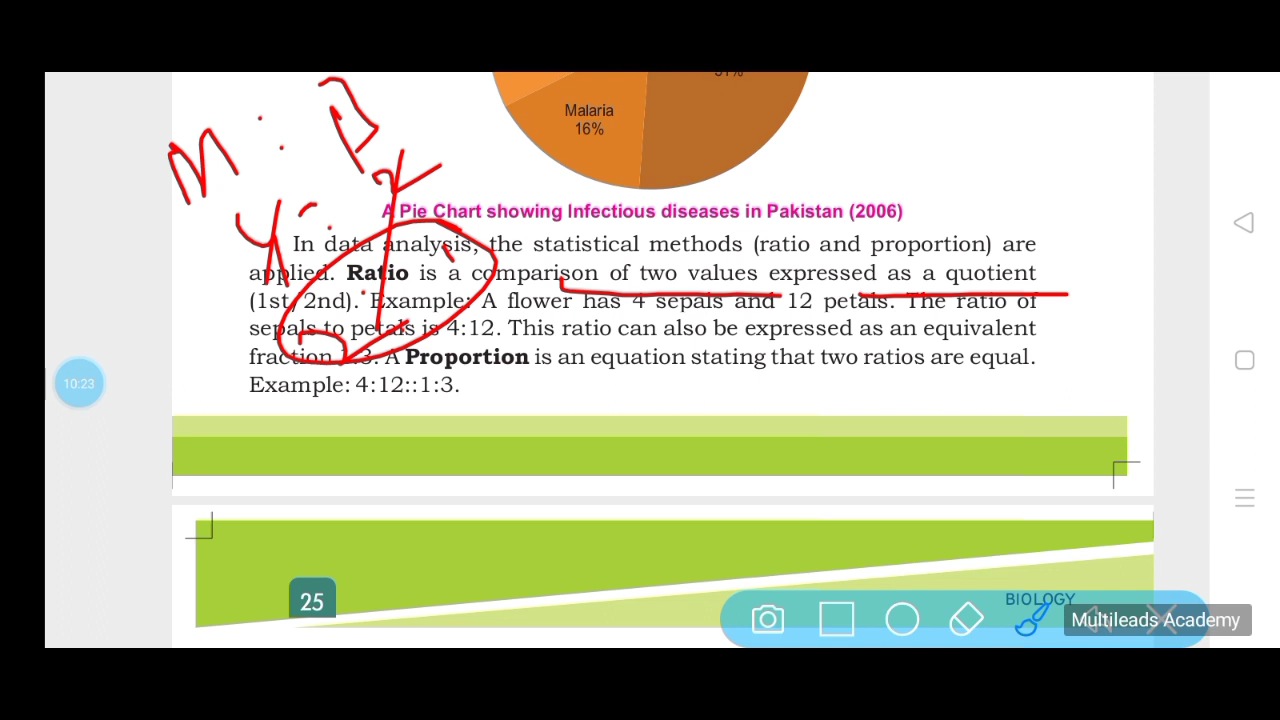 Malaria
16%
A Pie Chart showing Infectious diseases in Pakistan (2006)
In data analysis, the statistical methods (ratio and proportion) are
applied. Ratio is a comparison of two values expressed as a quotient
(1st/2nd). Example: A flower has 4 sepals and 12 petals. The ratio of
sepals to petals is 4:12. This ratio can also be expressed as an equivalent
fraction 1:3. A Proportion is an equation stating that two ratios are equal.
Example: 4:12::1:3.
10:23
25
BIOLOGY
Multileads Academy